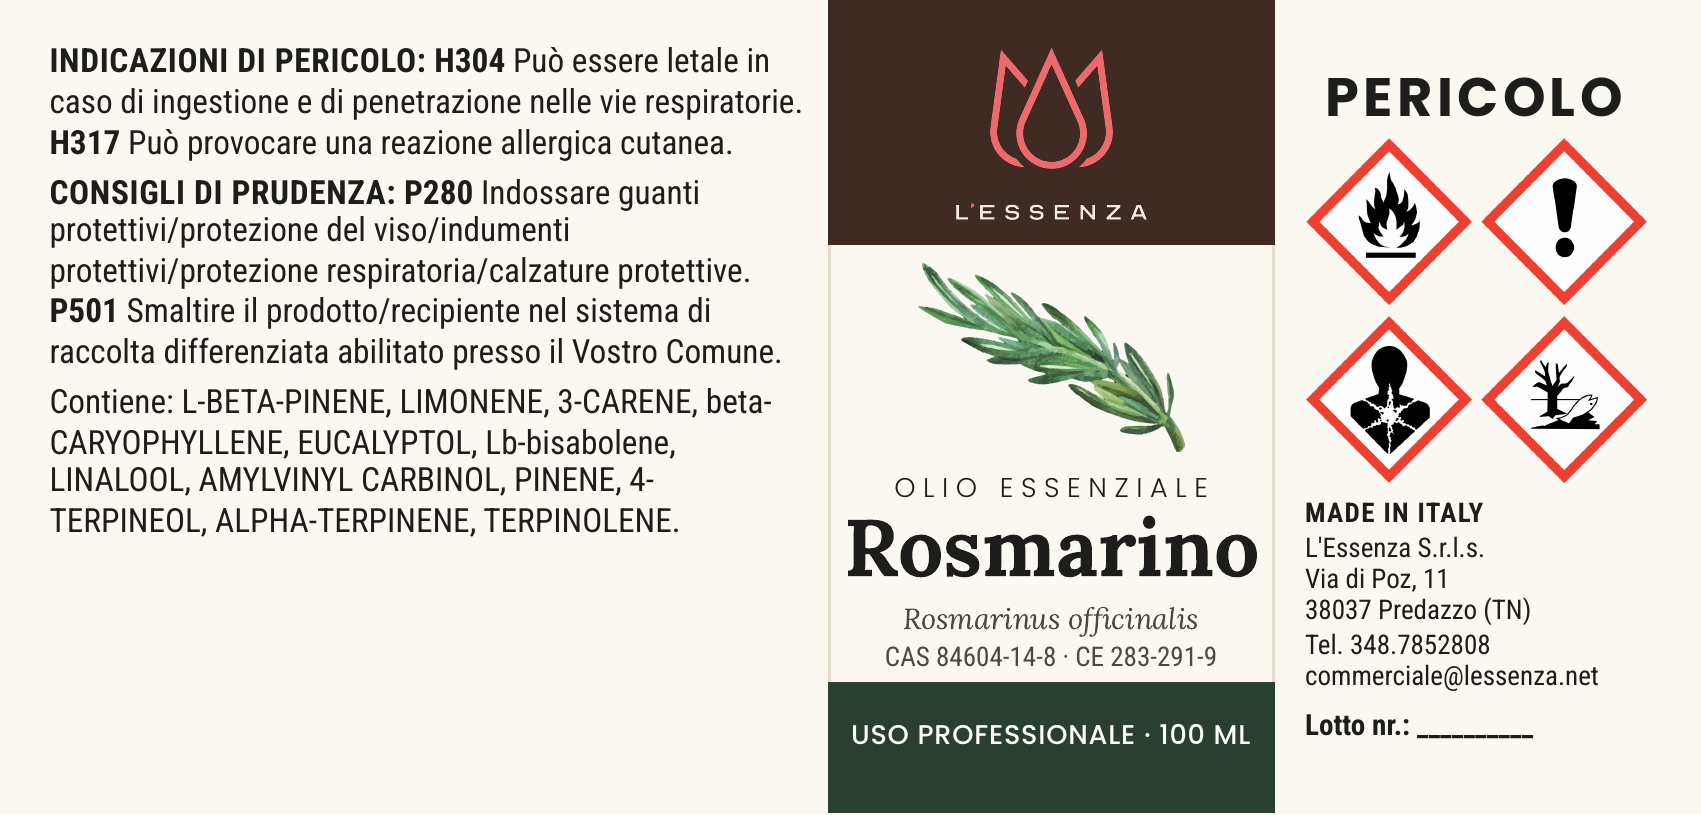 INDICAZIONI DI PERICOLO: H304 Può essere letale in
caso di ingestione e di penetrazione nelle vie respiratorie.
H317 Può provocare una reazione allergica cutanea.
CONSIGLI DI PRUDENZA: P280 Indossare guanti
protettivi/protezione del viso/indumenti
protettivi/protezione respiratoria/calzature protettive.
P501 Smaltire il prodotto/recipiente nel sistema di
raccolta differenziata abilitato presso il Vostro Comune.
Contiene: L-BETA-PINENE, LIMONENE, 3-CARENE, beta-
CARYOPHYLLENE, EUCALYPTOL, Lb-bisabolene,
LINALOOL, AMYLVINYL CARBINOL, PINENE, 4-
TERPINEOL, ALPHA-TERPINENE, TERPINOLENE.
L'ESSENZA
OLIO ESSENZIALE
Rosmarino
Rosmarinus officinalis
CAS 84604-14-8 · CE 283-291-9
USO PROFESSIONALE · 100 ML
PERICOLO
MADE IN ITALY
L'Essenza S.r.l.s.
Via di Poz, 11
38037 Predazzo (TN)
Tel. 348.7852808
commerciale@lessenza.net
Lotto nr.: __________